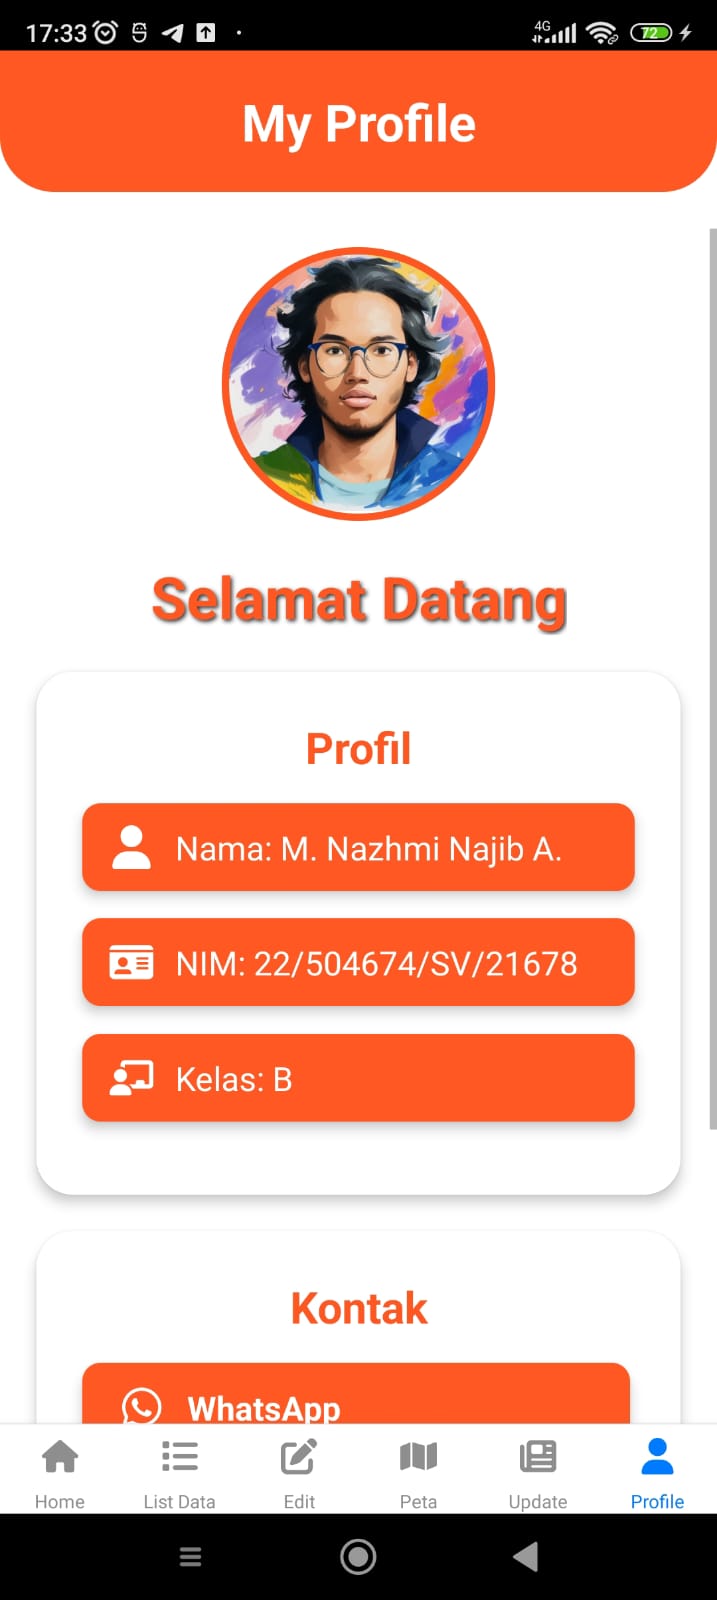 17:33
4G
72
My Profile
Selamat Datang
Profil
Nama: M. Nazhmi Najib A.
NIM: 22/504674/SV/21678
Kelas: B
Kontak
WhatsApp
Home
List Data
Edit
Peta
Update
Profile